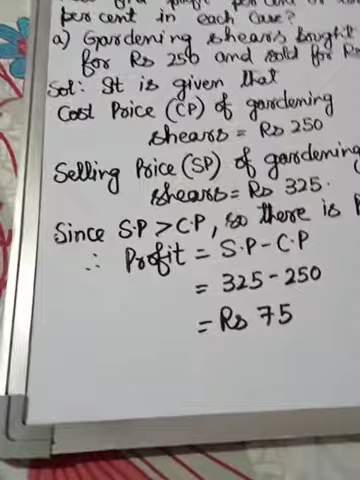 per cent in each case?
a) Gardening shears bought
for Rs 250 and sold for Rs
Sol: It is given that
Cost Price (CP) of gardening
shears = Rs 250
Selling Price (SP) of gardening
shears = Rs 325.
Since S.P > C.P, so there is
∴ Profit = S.P - C.P
= 325 - 250
= Rs 75